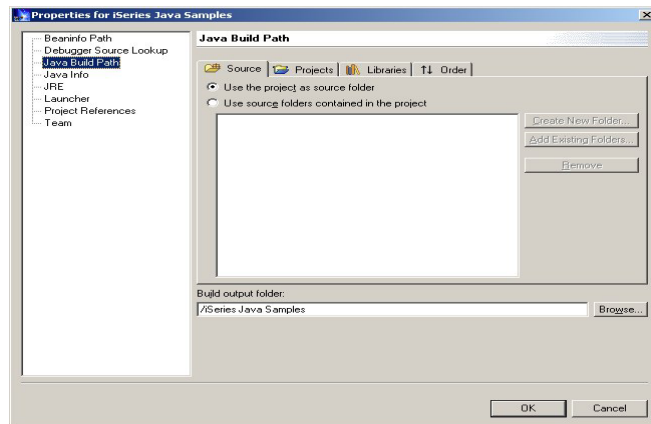 Properties for iSeries Java Samples
Beaninfo Path
Debugger Source Lookup
Java Build Path
Java Info
JRE
Launcher
Project References
Team
Java Build Path
Source
Projects
Libraries
Order
Use the project as source folder
Use source folders contained in the project
Create New Folder...
Add Existing Folders...
Remove
Build output folder:
/iSeries Java Samples
Browse...
OK
Cancel